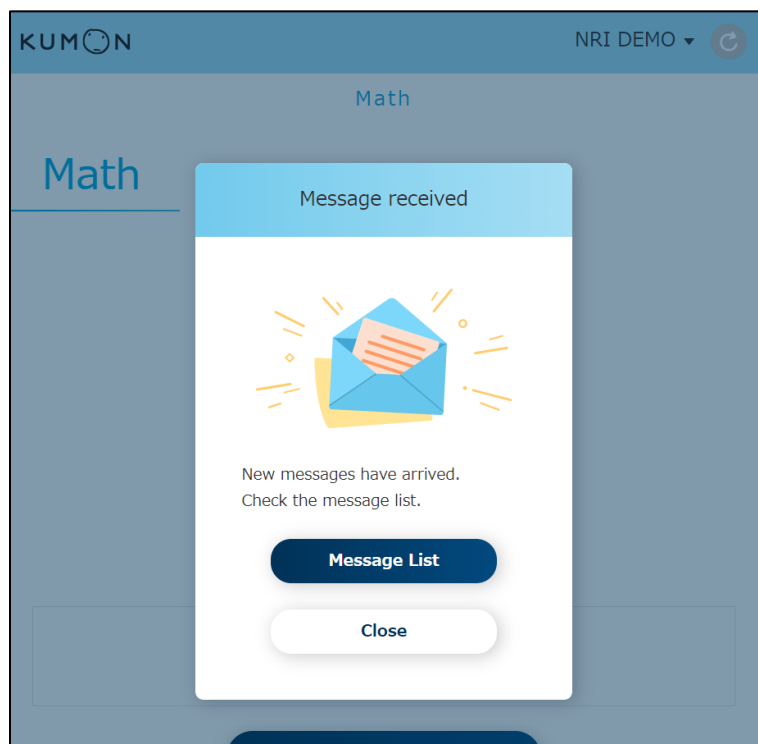 KUMON
NRI DEMO
Math
Math
Message received
New messages have arrived.
Check the message list.
Message List
Close